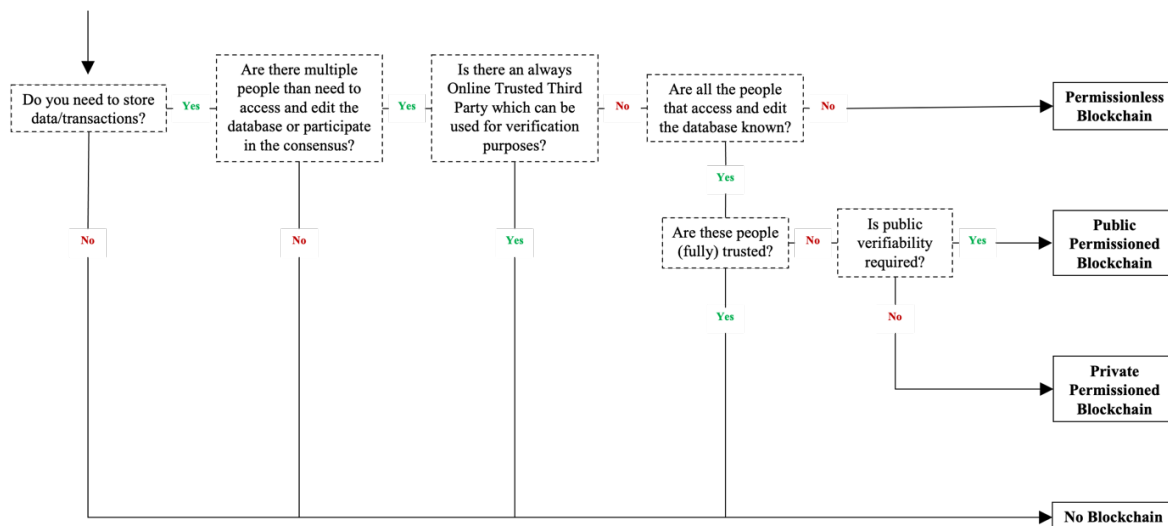 Do you need to store
data/transactions?
Yes
Are there multiple
people than need to
access and edit the
database or participate
in the consensus?
Yes
Is there an always
Online Trusted Third
Party which can be
used for verification
purposes?
No
Are all the people
that access and edit
the database known?
No
Permissionless
Blockchain
Yes
No
No
Yes
Are these people
(fully) trusted?
No
Is public
verifiability
required?
Yes
Public
Permissioned
Blockchain
Yes
No
Private
Permissioned
Blockchain
No Blockchain